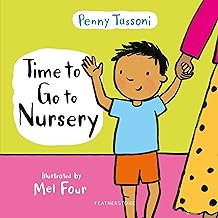 Penny Tassoni
Time to
Go to
Nursery
Illustrated by
Mel Four
FEATHERSTONE